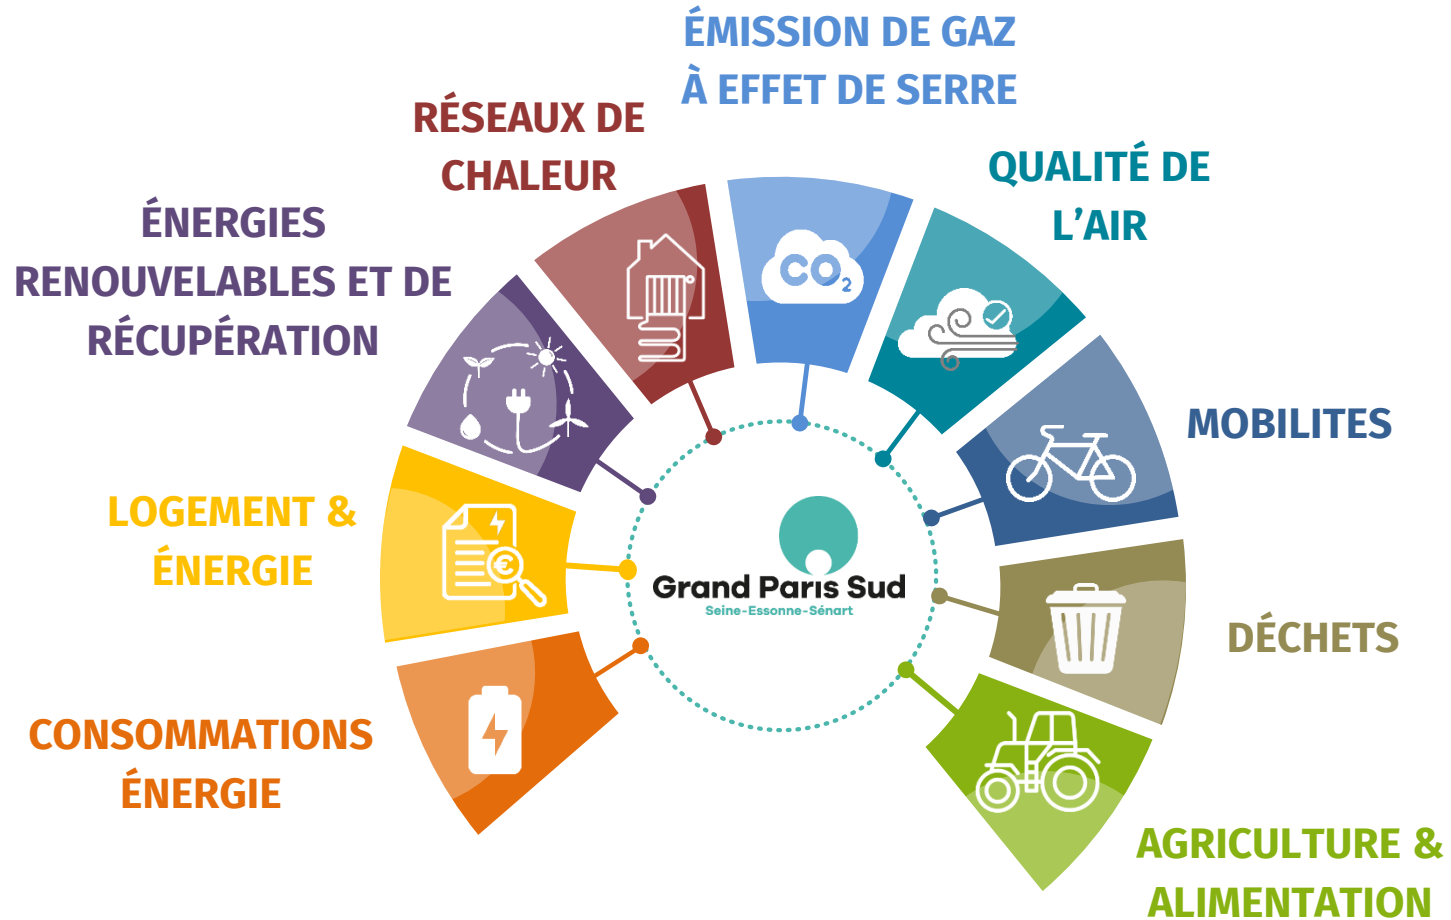 ÉMISSION DE GAZ
À EFFET DE SERRE
RÉSEAUX DE
CHALEUR
QUALITÉ DE
L’AIR
ÉNERGIES
RENOUVELABLES ET DE
RÉCUPÉRATION
CO2
MOBILITES
LOGEMENT &
ÉNERGIE
€
Grand Paris Sud
Seine-Essonne-Sénart
DÉCHETS
CONSOMMATIONS
ÉNERGIE
AGRICULTURE &
ALIMENTATION